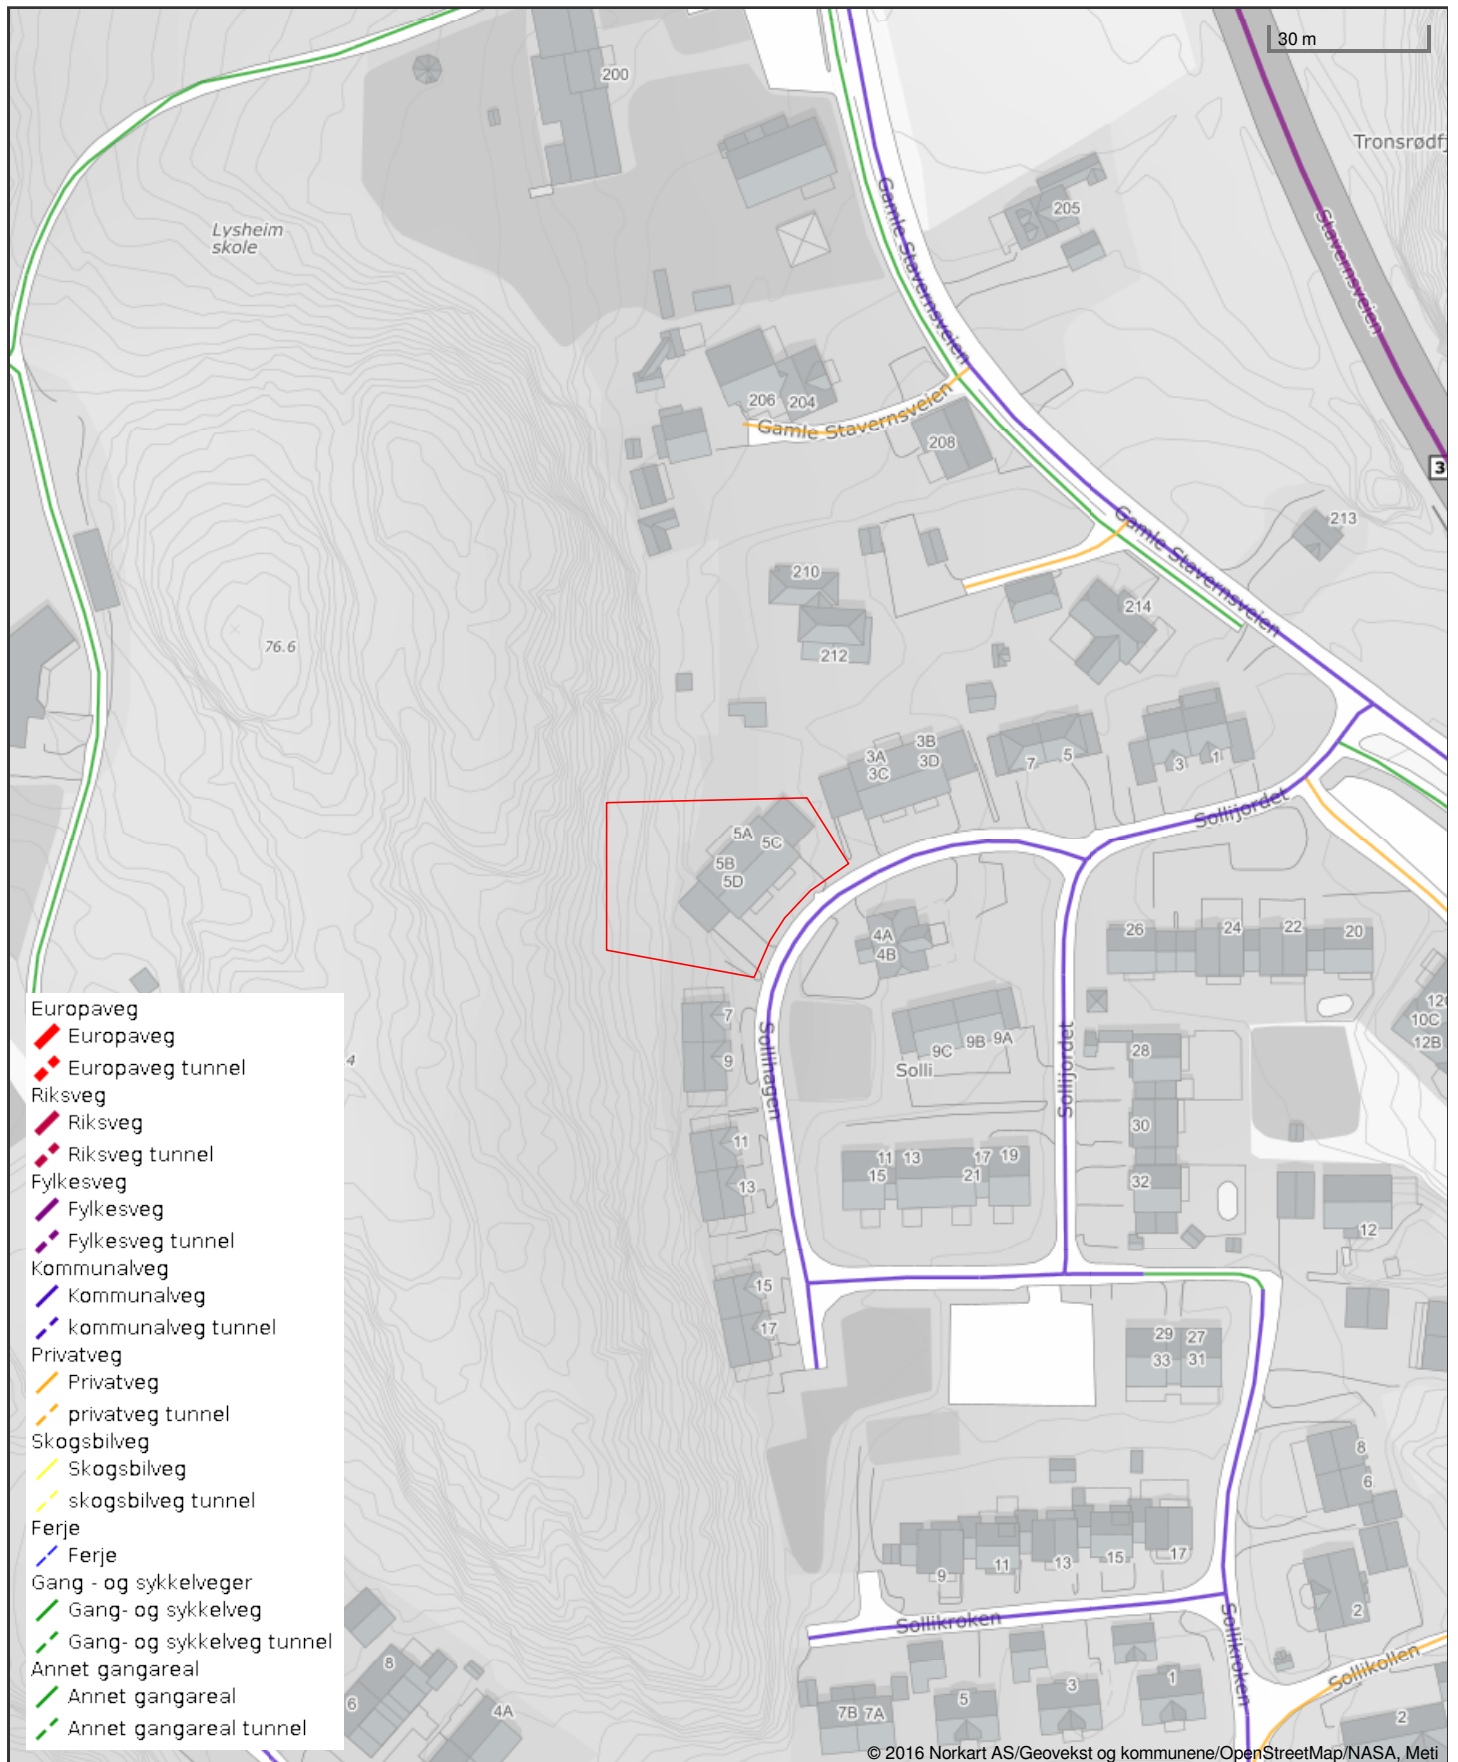 30 m
200
Tronsrødfj
205
Gamle Stavernsveien
Stavernsveien
Lysheim
skole
206
204
Gamle Stavernsveien
208
3
213
Gamle Stavernsveien
210
214
212
76.6
3A
3B
3C
3D
7
5
3
1
Sollijordet
5A
5C
5B
5D
4A
4B
26
24
22
20
12
10C
12B
7
9
Sollihagen
9C
9B
9A
Solli
Sollijordet
28
30
32
11
13
11
13
17
19
15
21
12
15
17
29
27
33
31
8
6
9
11
13
15
17
2
Sollikroken
Sollikroken
Sollikollen
1
3
5
7B
7A
2
8
6
4A
4
Europaveg
Europaveg
Europaveg tunnel
Riksveg
Riksveg
Riksveg tunnel
Fylkesveg
Fylkesveg
Fylkesveg tunnel
Kommunalveg
Kommunalveg
kommunalveg tunnel
Privatveg
Privatveg
privatveg tunnel
Skogsbilveg
Skogsbilveg
skogsbilveg tunnel
Ferje
Ferje
Gang - og sykkelveger
Gang- og sykkelveg
Gang- og sykkelveg tunnel
Annet gangareal
Annet gangareal
Annet gangareal tunnel
© 2016 Norkart AS/Geovekst og kommunene/OpenStreetMap/NASA, Meti